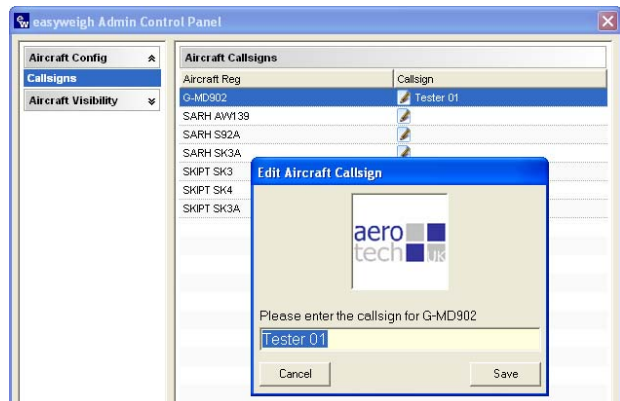 easyweigh Admin Control Panel
Aircraft Config
Callsigns
Aircraft Visibility
Aircraft Callsigns
Aircraft Reg Callsign
G-MD902 Tester 01
SARH AW139
SARH S92A
SARH SK3A
SKIPT SK3
SKIPT SK4
SKIPT SK3A
Edit Aircraft Callsign
aero
tech UK
Please enter the callsign for G-MD902
Tester 01
Cancel Save